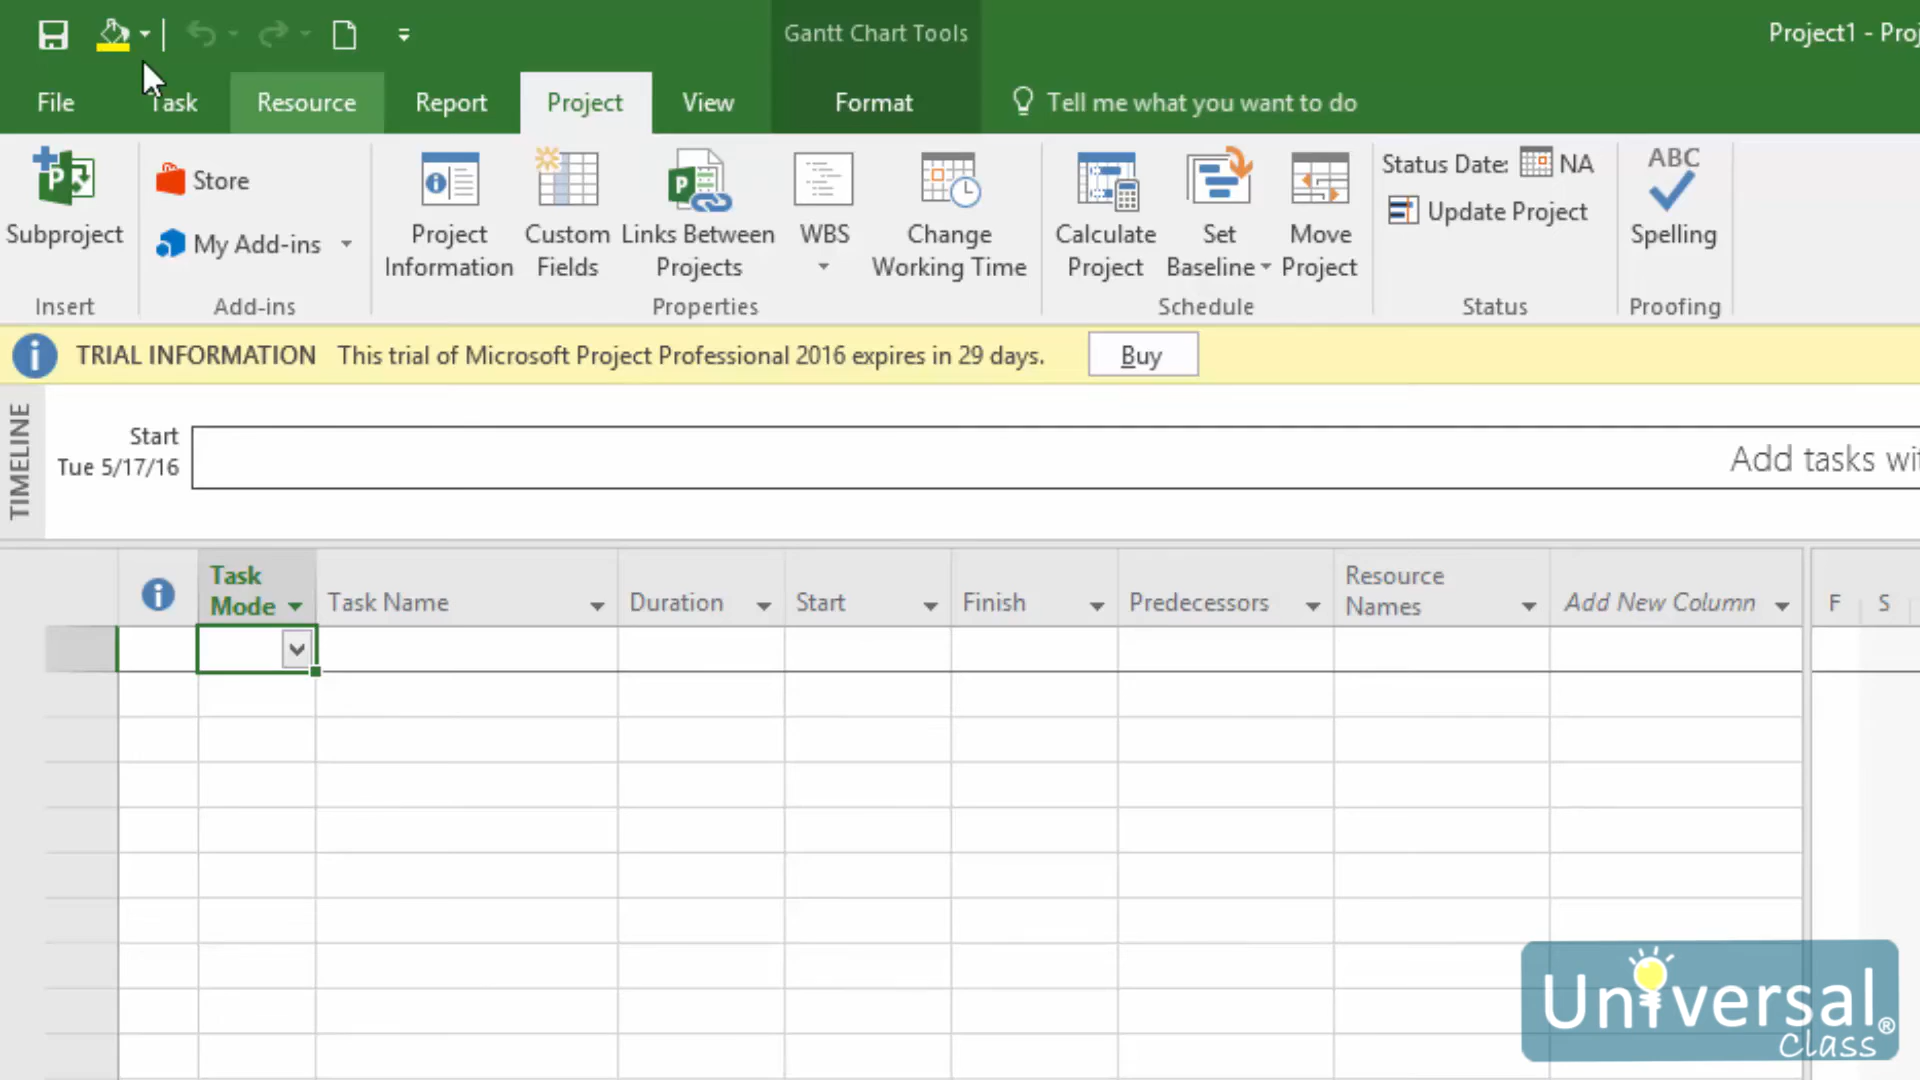 Gantt Chart Tools
Project1 - Proj
File Task Resource Report Project View Format Tell me what you want to do
Subproject
Insert
Store
My Add-ins
Add-ins
Project Information
Custom Fields
Links Between Projects
WBS
Change Working Time
Properties
Calculate Project
Set Baseline
Move Project
Schedule
Status Date: NA
Update Project
Status
ABC
Spelling
Proofing
TRIAL INFORMATION This trial of Microsoft Project Professional 2016 expires in 29 days. Buy
TIMELINE
Start
Tue 5/17/16
Add tasks wi
Task Mode
Task Name
Duration
Start
Finish
Predecessors
Resource Names
Add New Column
F S
Universal®
Class